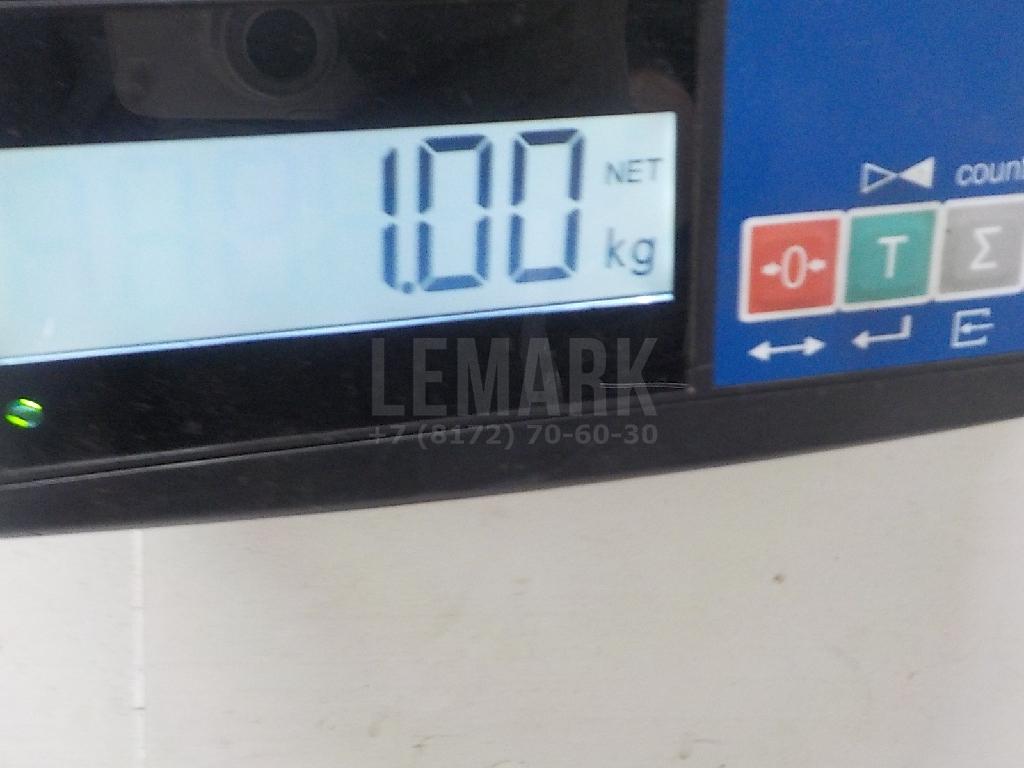 1.00
NET
kg
count
→0←
T
Σ
LEMARK
+7 (8172) 70-60-30